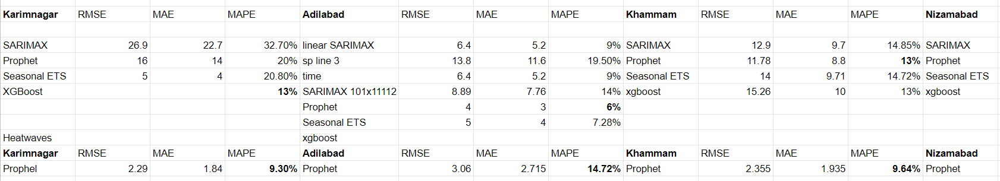 Karimnagar RMSE MAE MAPE Adilabad RMSE MAE MAPE Khammam RMSE MAE MAPE Nizamabad
SARIMAX 26.9 22.7 32.70% linear SARIMAX 6.4 5.2 9% SARIMAX 12.9 9.7 14.85% SARIMAX
Prophet 16 14 20% sp line 3 13.8 11.6 19.50% Prophet 11.78 8.8 13% Prophet
Seasonal ETS 5 4 20.80% time 6.4 5.2 9% Seasonal ETS 14 9.71 14.72% Seasonal ETS
XGBoost 13% SARIMAX 101x11112 8.89 7.76 14% xgboost 15.26 10 13% xgboost
Prophet 4 3 6%
Seasonal ETS 5 4 7.28%
Heatwaves xgboost
Karimnagar RMSE MAE MAPE Adilabad RMSE MAE MAPE Khammam RMSE MAE MAPE Nizamabad
Prophel 2.29 1.84 9.30% Prophet 3.06 2.715 14.72% Prophet 2.355 1.935 9.64% Prophet